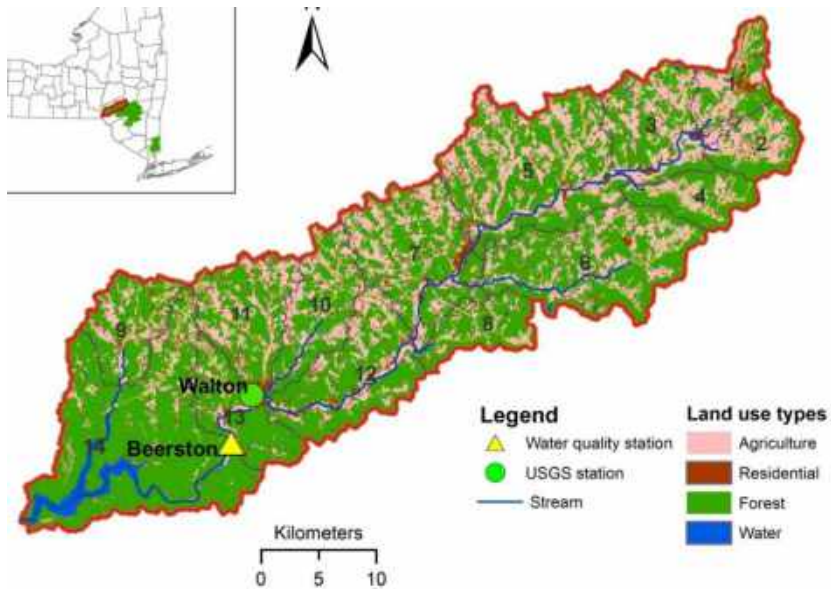 1
3
2
5
4
7
6
10
8
11
9
12
Walton
13
Beerston
14
Legend
Water quality station
USGS station
Stream
Land use types
Agriculture
Residential
Forest
Water
Kilometers
0 5 10